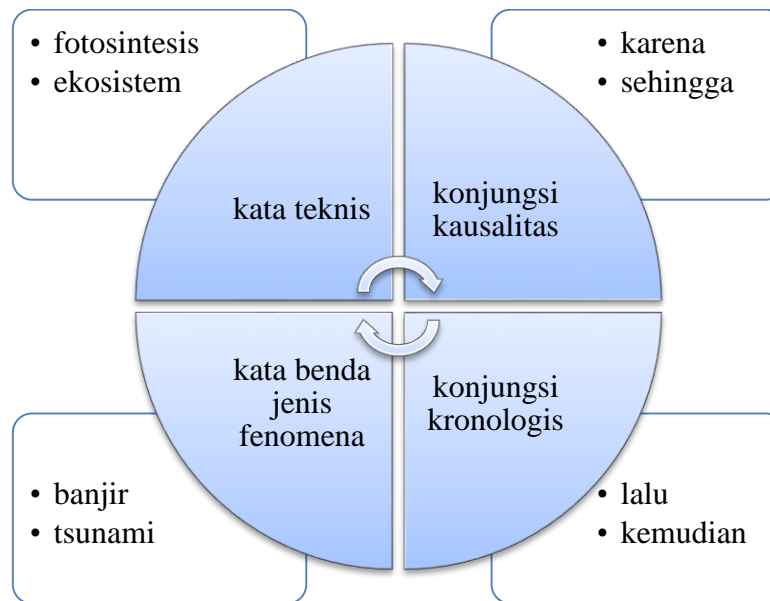 • fotosintesis
• ekosistem
• karena
• sehingga
kata teknis
konjungsi
kausalitas
kata benda
jenis
fenomena
konjungsi
kronologis
• banjir
• tsunami
• lalu
• kemudian